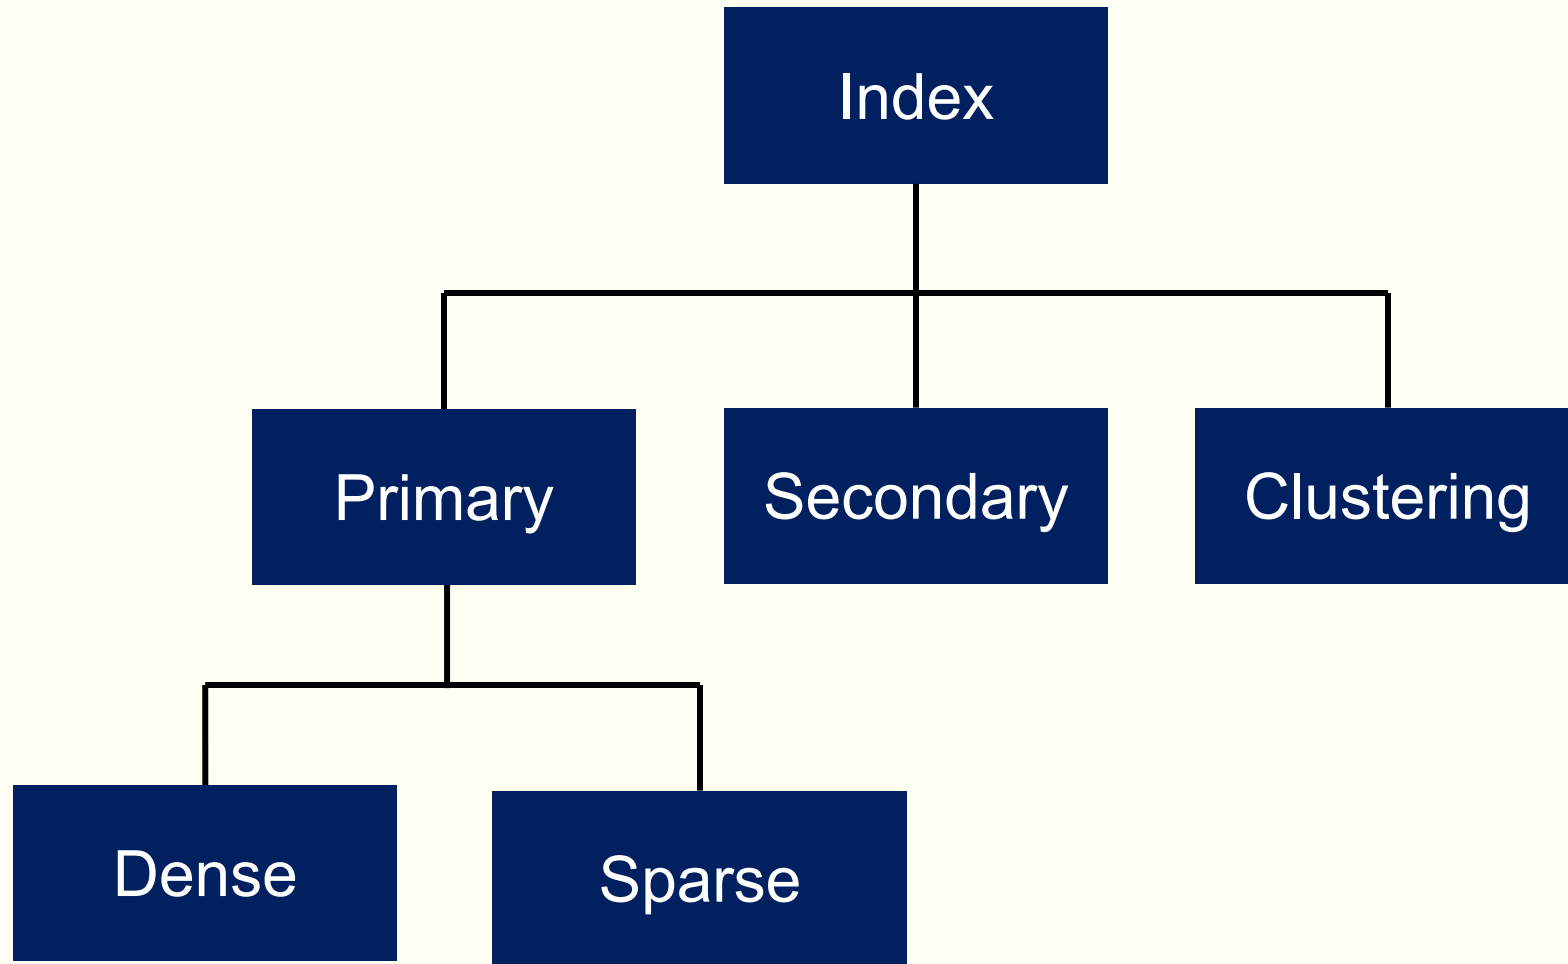 Index
Primary
Secondary
Clustering
Dense
Sparse